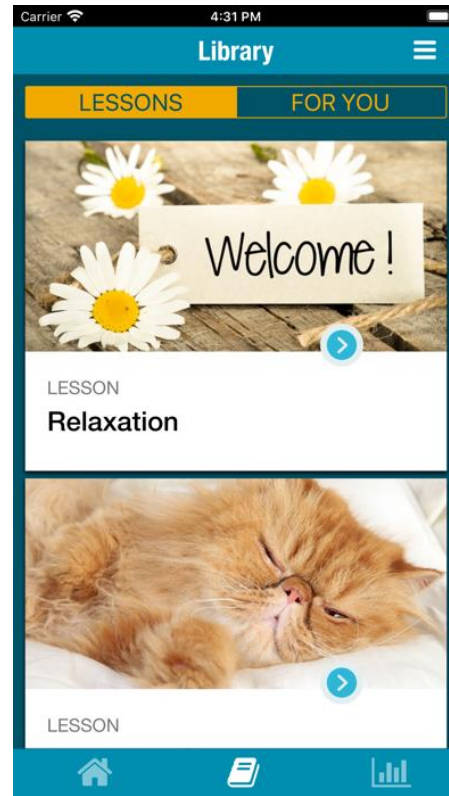 Carrier 4:31 PM
Library
LESSONS FOR YOU
Welcome!
LESSON
Relaxation
LESSON